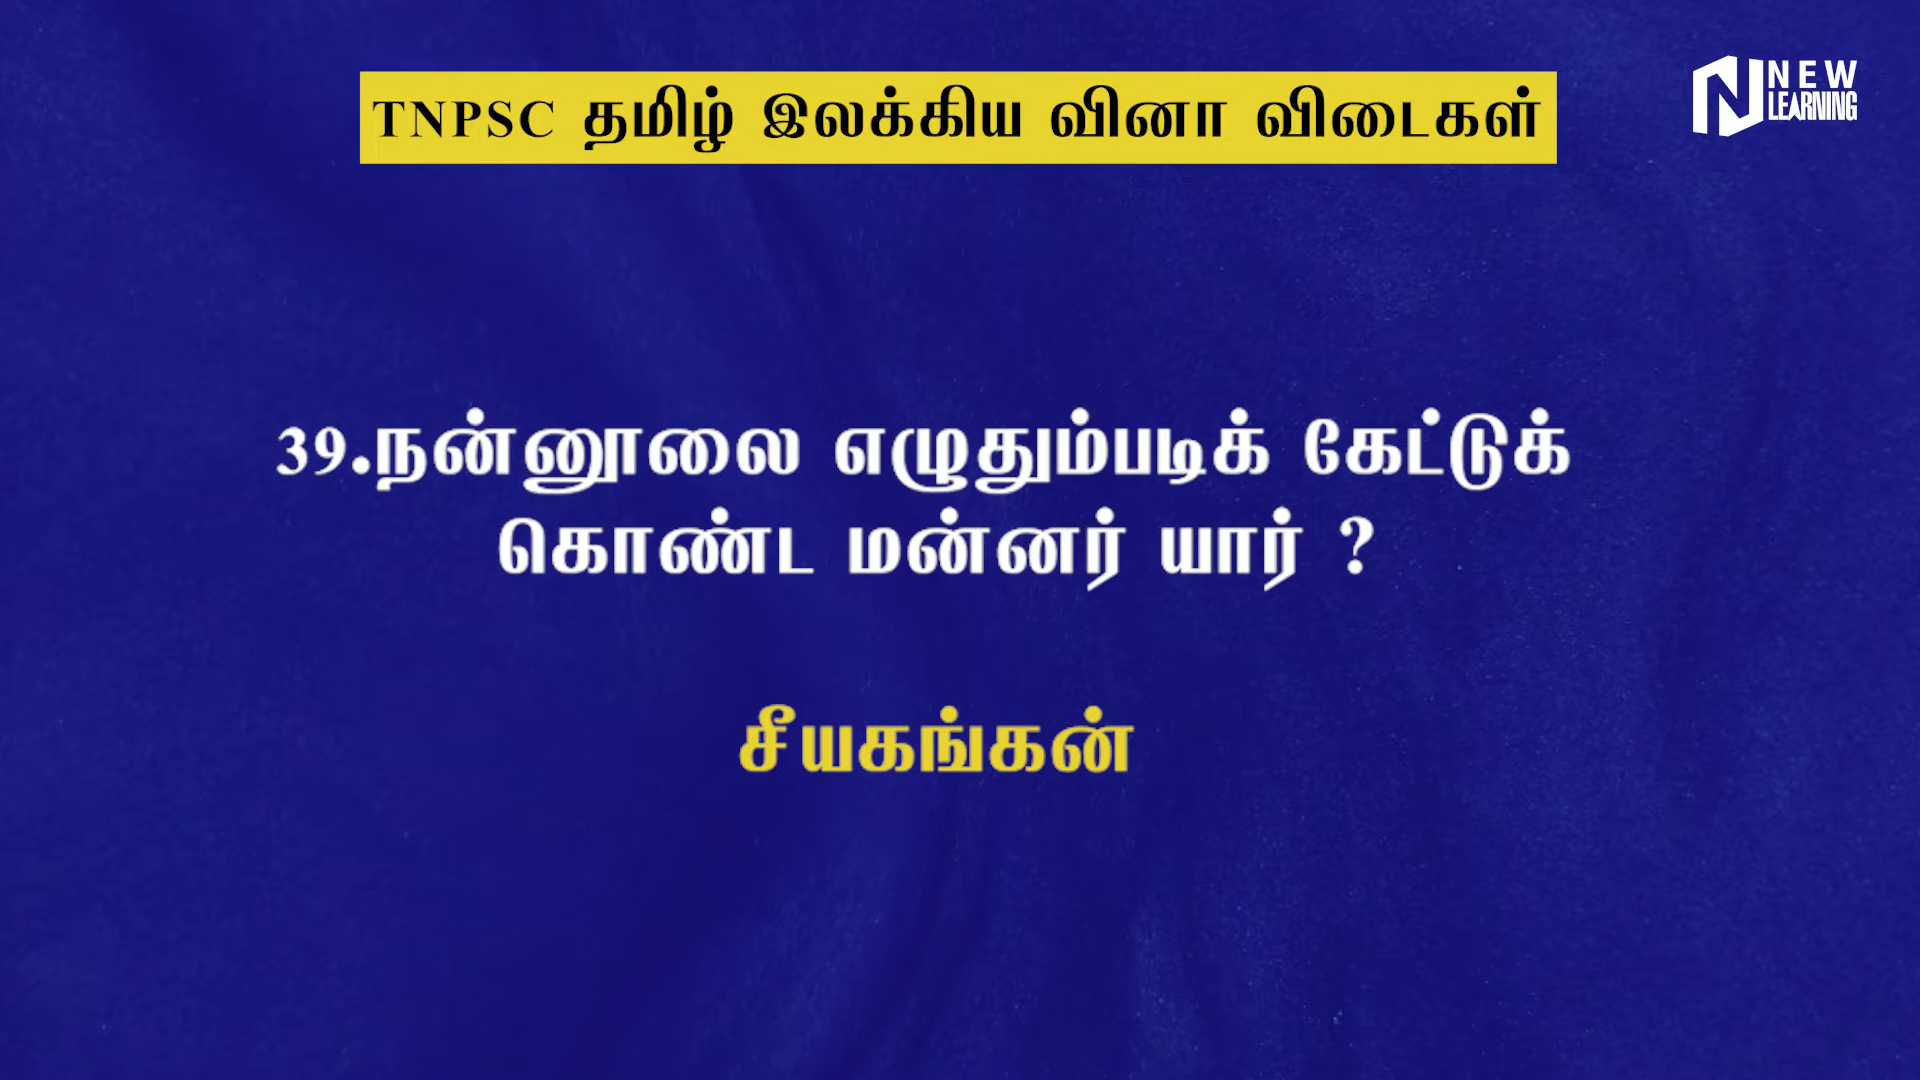 TNPSC தமிழ் இலக்கிய வினா விடைகள்
NEW
LEARNING
39.நன்னூலை எழுதும்படிக் கேட்டுக்
கொண்ட மன்னர் யார் ?
சீயகங்கன்